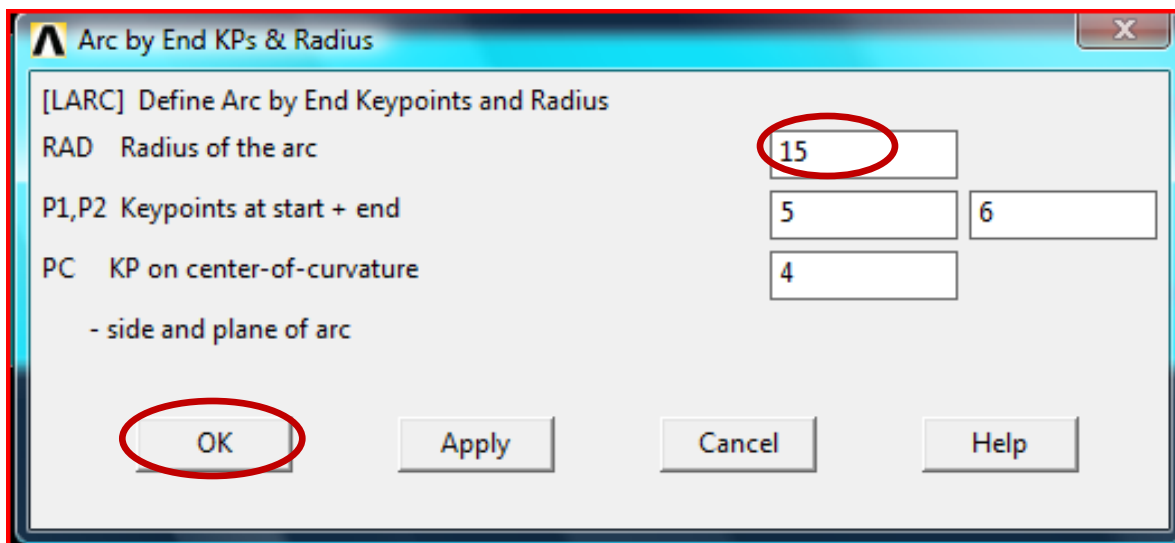 Arc by End KPs & Radius
[LARC] Define Arc by End Keypoints and Radius
RAD Radius of the arc 15
P1,P2 Keypoints at start + end 5 6
PC KP on center-of-curvature 4
- side and plane of arc
OK Apply Cancel Help